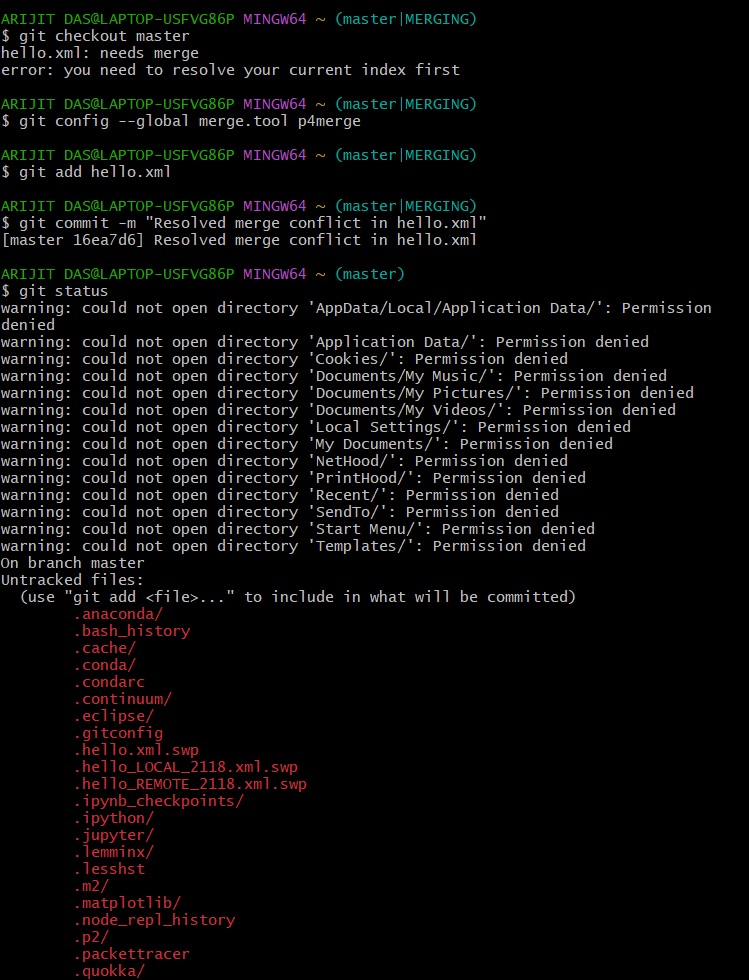 ARIJIT DAS@LAPTOP-USFVG86P MINGW64 ~ (master|MERGING)
$ git checkout master
hello.xml: needs merge
error: you need to resolve your current index first
ARIJIT DAS@LAPTOP-USFVG86P MINGW64 ~ (master|MERGING)
$ git config --global merge.tool p4merge
ARIJIT DAS@LAPTOP-USFVG86P MINGW64 ~ (master|MERGING)
$ git add hello.xml
ARIJIT DAS@LAPTOP-USFVG86P MINGW64 ~ (master|MERGING)
$ git commit -m "Resolved merge conflict in hello.xml"
[master 16ea7d6] Resolved merge conflict in hello.xml
ARIJIT DAS@LAPTOP-USFVG86P MINGW64 ~ (master)
$ git status
warning: could not open directory 'AppData/Local/Application Data/': Permission
denied
warning: could not open directory 'Application Data/': Permission denied
warning: could not open directory 'Cookies/': Permission denied
warning: could not open directory 'Documents/My Music/': Permission denied
warning: could not open directory 'Documents/My Pictures/': Permission denied
warning: could not open directory 'Documents/My Videos/': Permission denied
warning: could not open directory 'Local Settings/': Permission denied
warning: could not open directory 'My Documents/': Permission denied
warning: could not open directory 'NetHood/': Permission denied
warning: could not open directory 'PrintHood/': Permission denied
warning: could not open directory 'Recent/': Permission denied
warning: could not open directory 'SendTo/': Permission denied
warning: could not open directory 'Start Menu/': Permission denied
warning: could not open directory 'Templates/': Permission denied
On branch master
Untracked files:
  (use "git add <file>..." to include in what will be committed)
        .anaconda/
        .bash_history
        .cache/
        .conda/
        .condarc
        .continuum/
        .eclipse/
        .gitconfig
        .hello.xml.swp
        .hello_LOCAL_2118.xml.swp
        .hello_REMOTE_2118.xml.swp
        .ipynb_checkpoints/
        .ipython/
        .jupyter/
        .lemminx/
        .lesshst
        .m2/
        .matplotlib/
        .node_repl_history
        .p2/
        .packettracer
        .quokka/